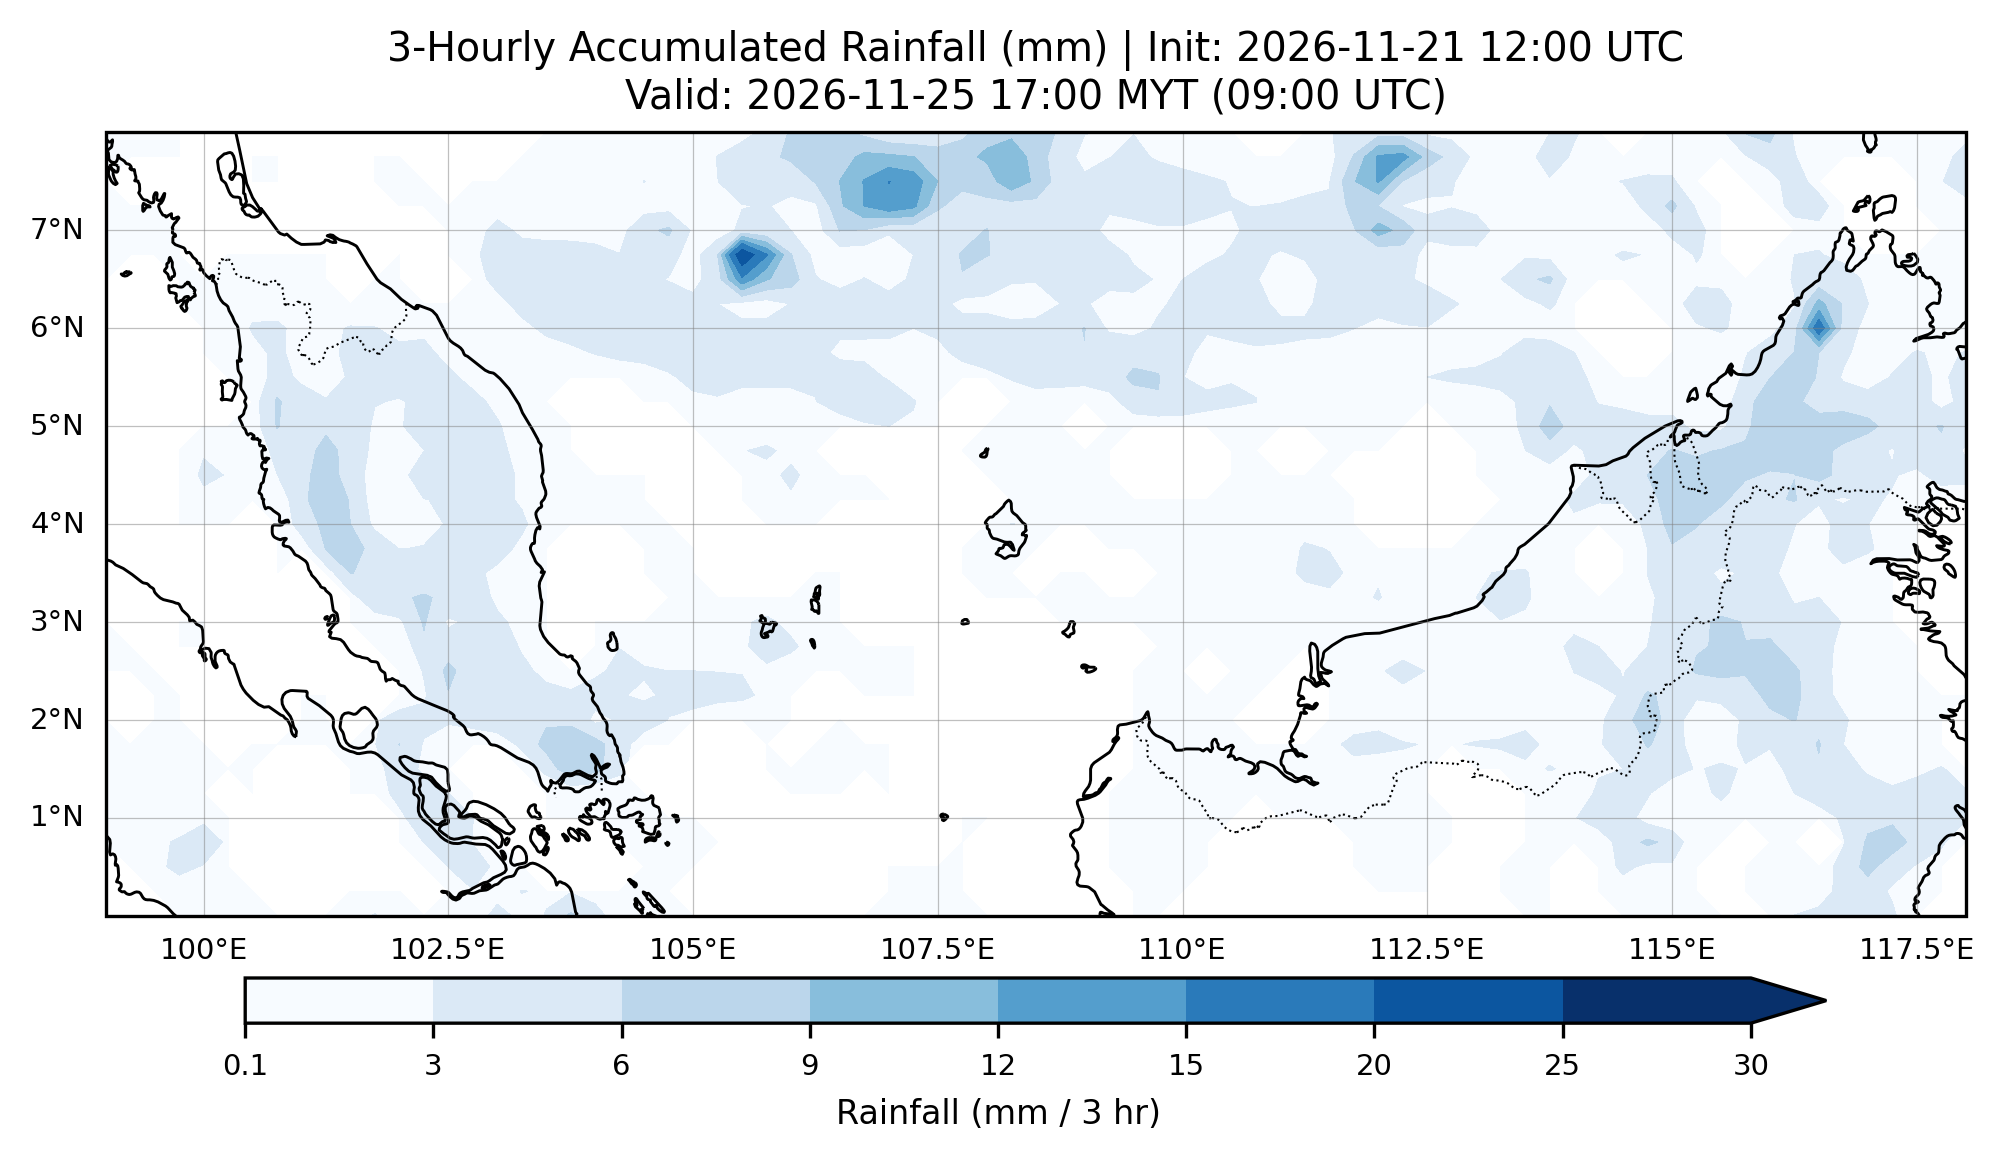 3-Hourly Accumulated Rainfall (mm) | Init: 2026-11-21 12:00 UTC
Valid: 2026-11-25 17:00 MYT (09:00 UTC)
7°N
6°N
5°N
4°N
3°N
2°N
1°N
100°E 102.5°E 105°E 107.5°E 110°E 112.5°E 115°E 117.5°E
0.1 3 6 9 12 15 20 25 30
Rainfall (mm / 3 hr)